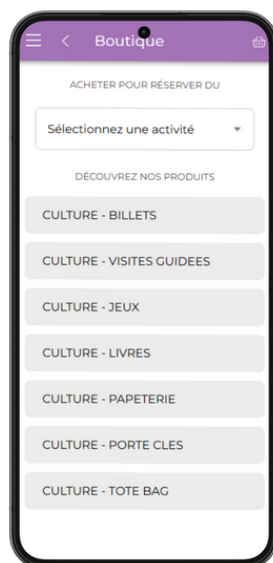 Boutique
ACHETER POUR RÉSERVER DU
Sélectionnez une activité
DÉCOUVREZ NOS PRODUITS
CULTURE - BILLETS
CULTURE - VISITES GUIDEES
CULTURE - JEUX
CULTURE - LIVRES
CULTURE - PAPETERIE
CULTURE - PORTE CLES
CULTURE - TOTE BAG